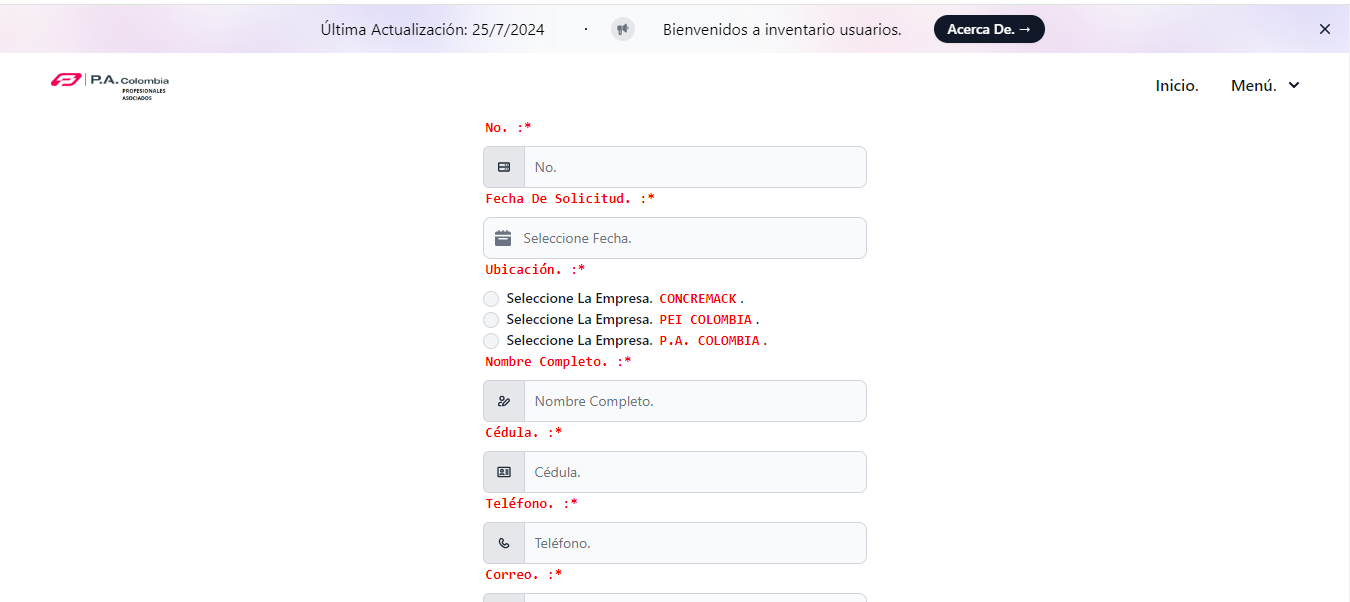 Última Actualización: 25/7/2024 · Bienvenidos a inventario usuarios. Acerca De. →
P.A. Colombia
PROFESIONALES
ASOCIADOS
Inicio. Menú.
No. :*
No.
Fecha De Solicitud. :*
Seleccione Fecha.
Ubicación. :*
Seleccione La Empresa. CONCREMACK.
Seleccione La Empresa. PEI COLOMBIA.
Seleccione La Empresa. P.A. COLOMBIA.
Nombre Completo. :*
Nombre Completo.
Cédula. :*
Cédula.
Teléfono. :*
Teléfono.
Correo. :*